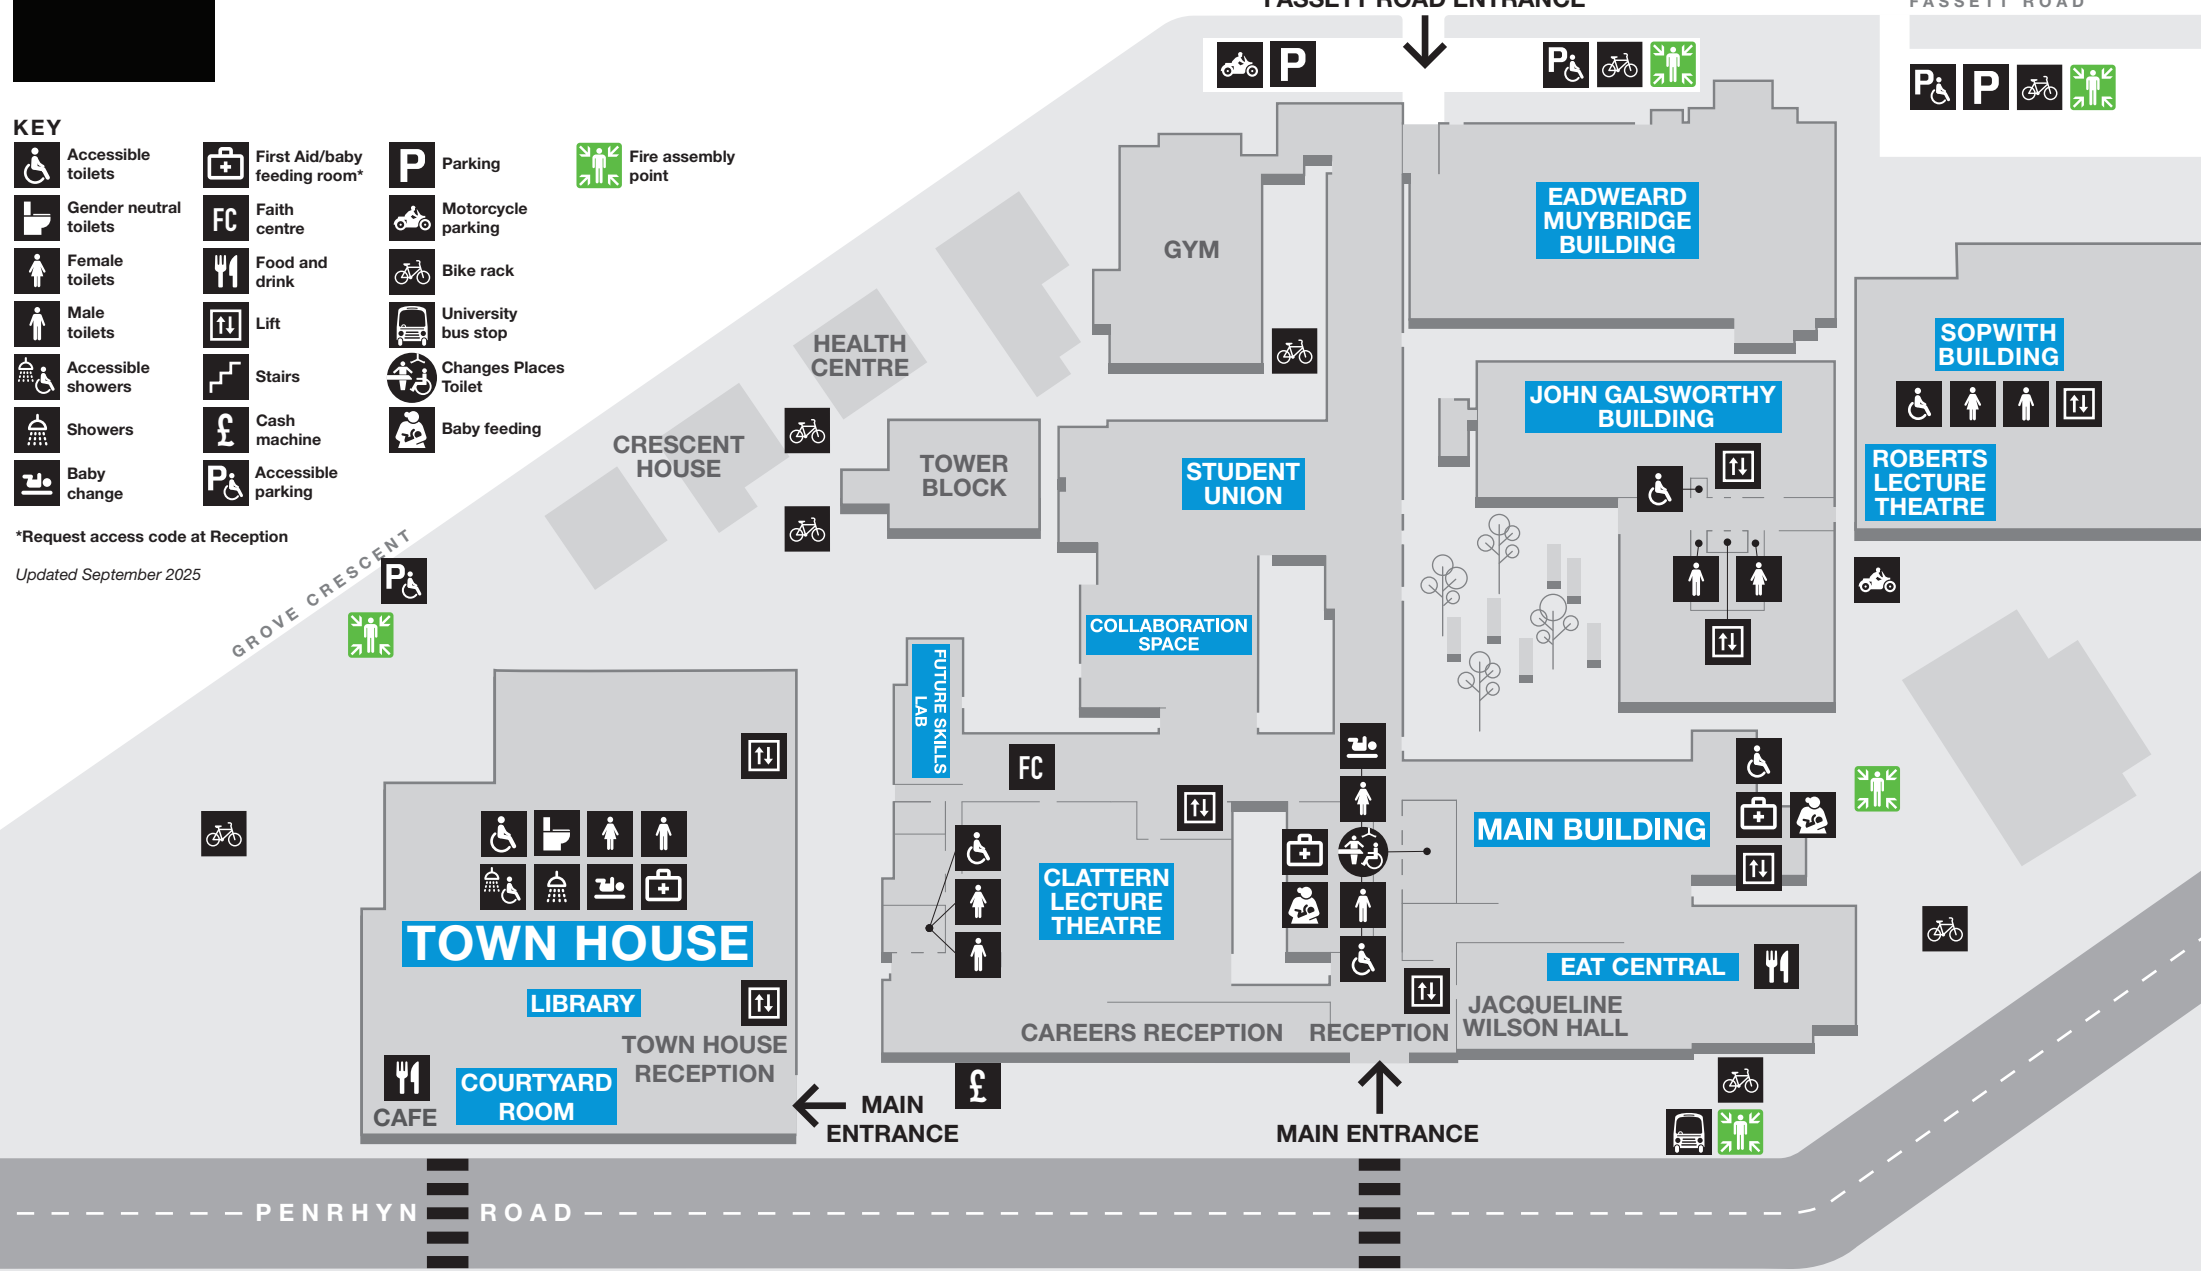 FASSETT ROAD ENTRANCE
FASSETT ROAD
KEY
Accessible
toilets
Gender neutral
toilets
Female
toilets
Male
toilets
Accessible
showers
Showers
Baby
change
First Aid/baby
feeding room*
FC
Faith
centre
Food and
drink
Lift
Stairs
£
Cash
machine
P
Accessible
parking
P
Parking
Motorcycle
parking
Bike rack
University
bus stop
Changes Places
Toilet
Baby feeding
Fire assembly
point
*Request access code at Reception
Updated September 2025
P
P
P
P
GROVE CRESCENT
P
GYM
EADWEARD
MUYBRIDGE
BUILDING
SOPWITH
BUILDING
ROBERTS
LECTURE
THEATRE
JOHN GALSWORTHY
BUILDING
HEALTH
CENTRE
CRESCENT
HOUSE
TOWER
BLOCK
STUDENT
UNION
COLLABORATION
SPACE
FUTURE SKILLS
LAB
FC
CLATTERN
LECTURE
THEATRE
MAIN BUILDING
EAT CENTRAL
JACQUELINE
WILSON HALL
CAREERS RECEPTION
RECEPTION
TOWN HOUSE
LIBRARY
TOWN HOUSE
RECEPTION
COURTYARD
ROOM
CAFE
£
MAIN
ENTRANCE
MAIN ENTRANCE
PENRHYN ROAD